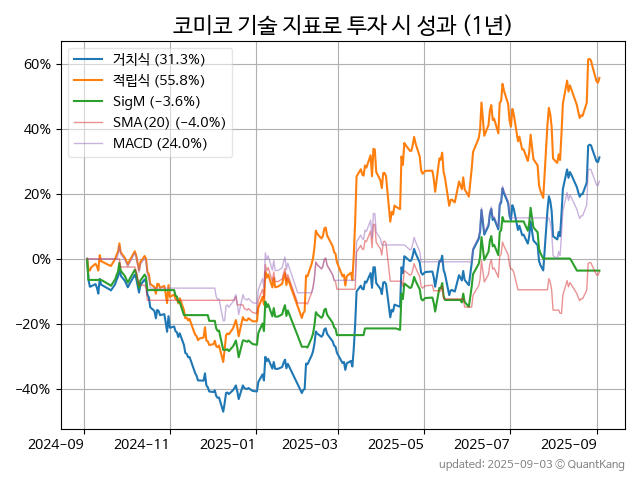 코미코 기술 지표로 투자 시 성과 (1년)
거치식 (31.3%)
적립식 (55.8%)
SigM (−3.6%)
SMA(20) (−4.0%)
MACD (24.0%)
60%
40%
20%
0%
−20%
−40%
2024-09
2024-11
2025-01
2025-03
2025-05
2025-07
2025-09
updated: 2025-09-03 © QuantKang